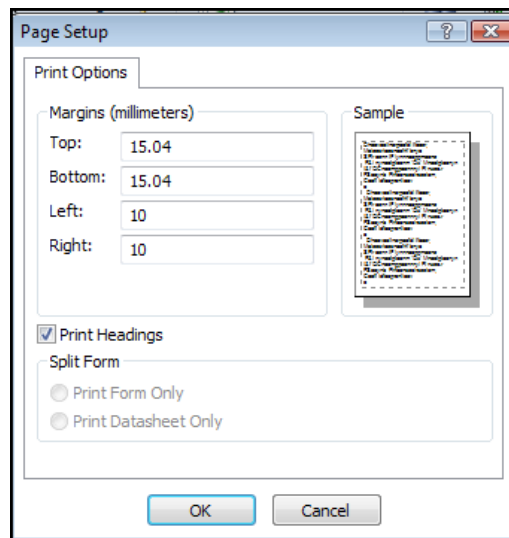 Page Setup
Print Options
Margins (millimeters)
Top: 15.04
Bottom: 15.04
Left: 10
Right: 10
Sample
Print Headings
Split Form
Print Form Only
Print Datasheet Only
OK Cancel